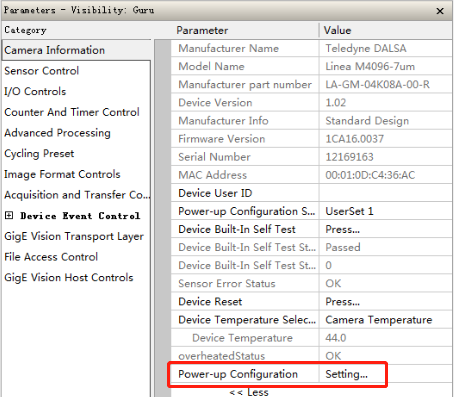 Parameters - Visibility: Guru
Category
Camera Information
Sensor Control
I/O Controls
Counter And Timer Control
Advanced Processing
Cycling Preset
Image Format Controls
Acquisition and Transfer Co...
Device Event Control
GigE Vision Transport Layer
File Access Control
GigE Vision Host Controls
Parameter Value
Manufacturer Name Teledyne DALSA
Model Name Linea M4096-7um
Manufacturer part number LA-GM-04K08A-00-R
Device Version 1.02
Manufacturer Info Standard Design
Firmware Version 1CA16.0037
Serial Number 12169163
MAC Address 00:01:0D:C4:36:AC
Device User ID
Power-up Configuration S... UserSet 1
Device Built-In Self Test Press...
Device Built-In Self Test St... Passed
Device Built-In Self Test St... 0
Sensor Error Status OK
Device Reset Press...
Device Temperature Selec... Camera Temperature
Device Temperature 44.0
overheatedStatus OK
Power-up Configuration Setting...
<< Less